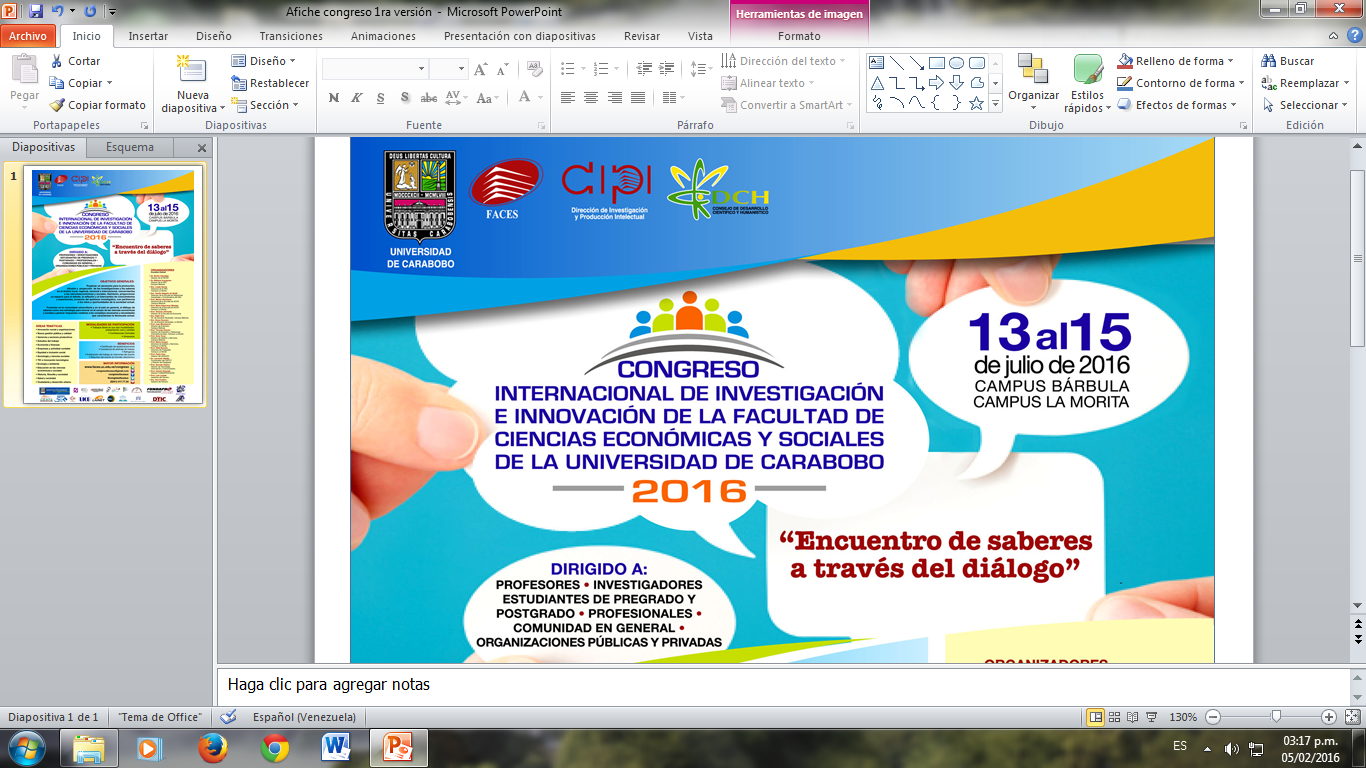 Afiche congreso 1ra versión - Microsoft PowerPoint
Herramientas de imagen
Archivo
Inicio
Insertar
Diseño
Transiciones
Animaciones
Presentación con diapositivas
Revisar
Vista
Formato
Pegar
Cortar
Copiar
Copiar formato
Portapapeles
Nueva
diapositiva
Diseño
Restablecer
Sección
Diapositivas
N K S S abc AV Aa A
Fuente
Dirección del texto
Alinear texto
Convertir a SmartArt
Párrafo
Organizar
Estilos
rápidos
Relleno de forma
Contorno de forma
Efectos de formas
Dibujo
Buscar
Reemplazar
Seleccionar
Edición
Diapositivas
Esquema
1
DEUS LIBERTAS CULTURA
UNIVERSIDAD
DE CARABOBO
FACES
cipi
Dirección de Investigación
y Producción Intelectual
CDCH
CONSEJO DE DESARROLLO
CIENTÍFICO Y HUMANÍSTICO
CONGRESO
INTERNACIONAL DE INVESTIGACIÓN
E INNOVACIÓN DE LA FACULTAD DE
CIENCIAS ECONÓMICAS Y SOCIALES
DE LA UNIVERSIDAD DE CARABOBO
2016
13 al 15
de julio de 2016
CAMPUS BÁRBULA
CAMPUS LA MORITA
“Encuentro de saberes
a través del diálogo”
DIRIGIDO A:
PROFESORES • INVESTIGADORES
ESTUDIANTES DE PREGRADO Y
POSTGRADO • PROFESIONALES •
COMUNIDAD EN GENERAL •
ORGANIZACIONES PÚBLICAS Y PRIVADAS
ORGANIZADORES
Haga clic para agregar notas
Diapositiva 1 de 1
"Tema de Office"
Español (Venezuela)
130%
ES
03:17 p.m.
05/02/2016